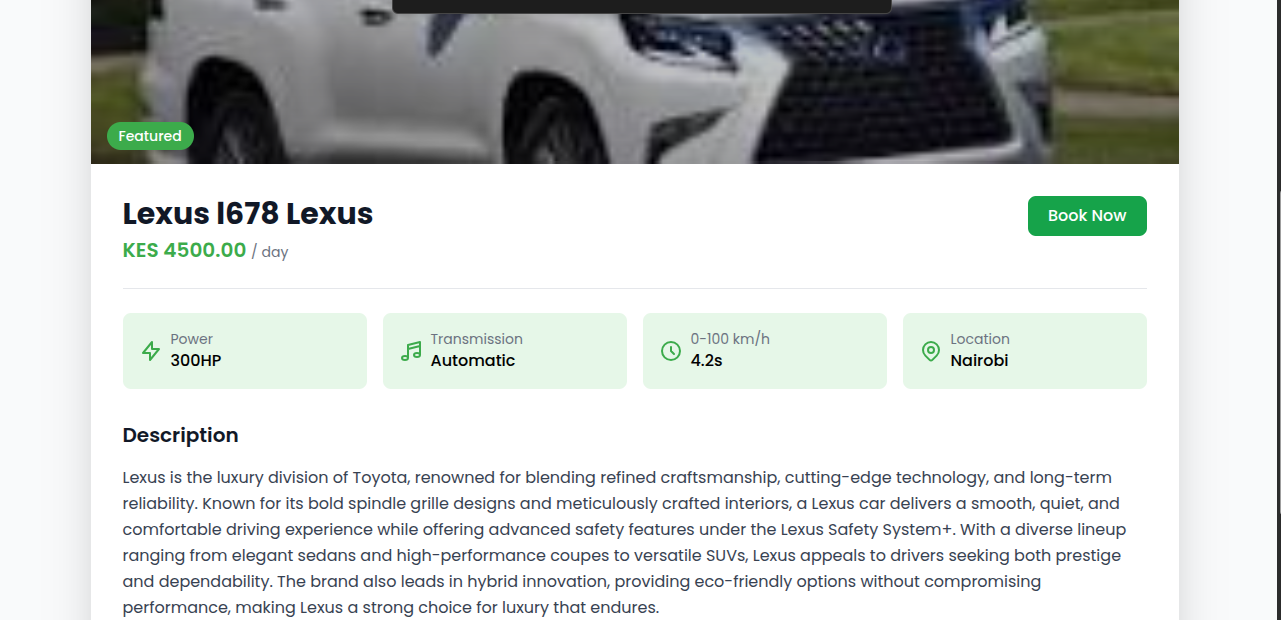 Featured
Lexus l678 Lexus
Book Now
KES 4500.00 / day
Power
300HP
Transmission
Automatic
0-100 km/h
4.2s
Location
Nairobi
Description
Lexus is the luxury division of Toyota, renowned for blending refined craftsmanship, cutting-edge technology, and long-term
reliability. Known for its bold spindle grille designs and meticulously crafted interiors, a Lexus car delivers a smooth, quiet, and
comfortable driving experience while offering advanced safety features under the Lexus Safety System+. With a diverse lineup
ranging from elegant sedans and high-performance coupes to versatile SUVs, Lexus appeals to drivers seeking both prestige
and dependability. The brand also leads in hybrid innovation, providing eco-friendly options without compromising
performance, making Lexus a strong choice for luxury that endures.